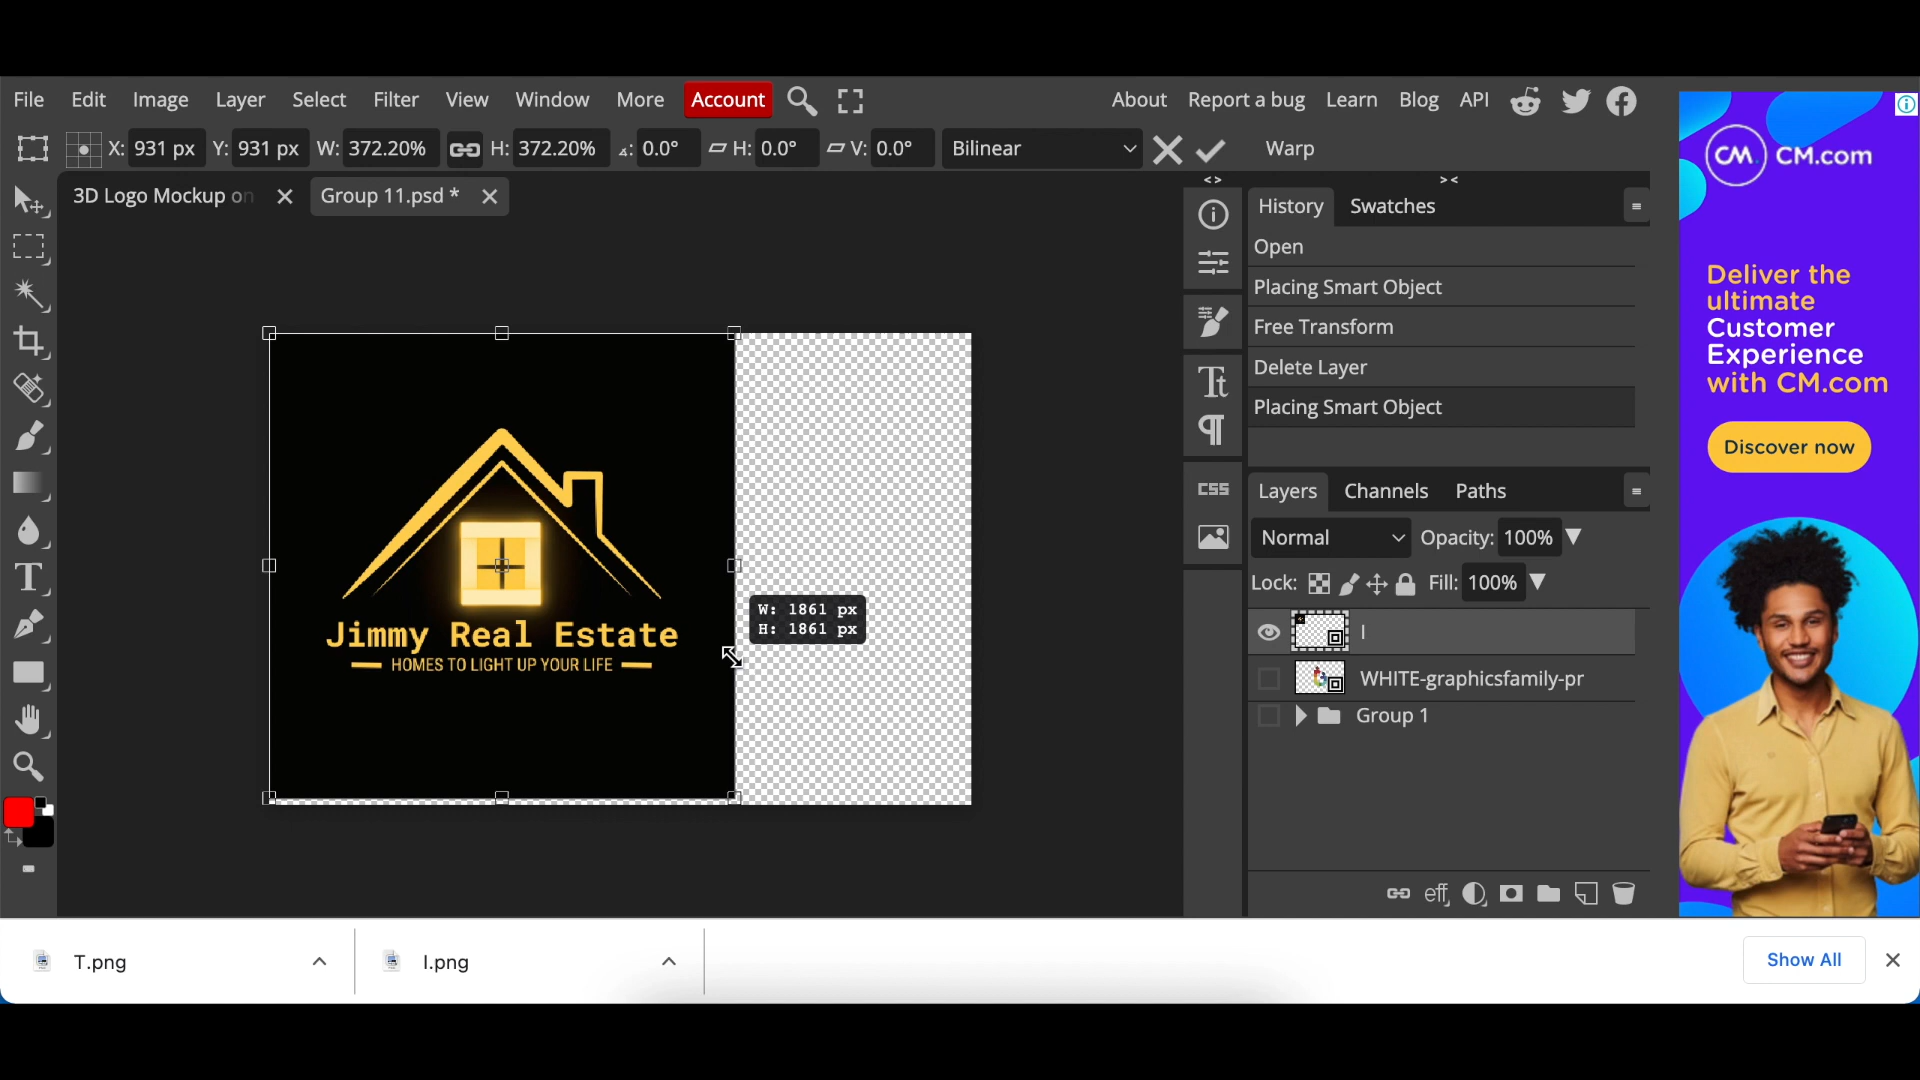 File Edit Image Layer Select Filter View Window More Account About Report a bug Learn Blog API
X: 931 px Y: 931 px W: 372.20% H: 372.20% 0.0° H: 0.0° V: 0.0° Bilinear Warp
3D Logo Mockup on Group 11.psd *
History Swatches
Open
Placing Smart Object
Free Transform
Delete Layer
Placing Smart Object
CSS
Layers Channels Paths
Normal Opacity: 100%
Lock: Fill: 100%
I
WHITE-graphicsfamily-pr
Group 1
eff
Jimmy Real Estate
HOMES TO LIGHT UP YOUR LIFE
W: 1861 px
H: 1861 px
CM. CM.com
Deliver the
ultimate
Customer
Experience
with CM.com
Discover now
T.png I.png Show All